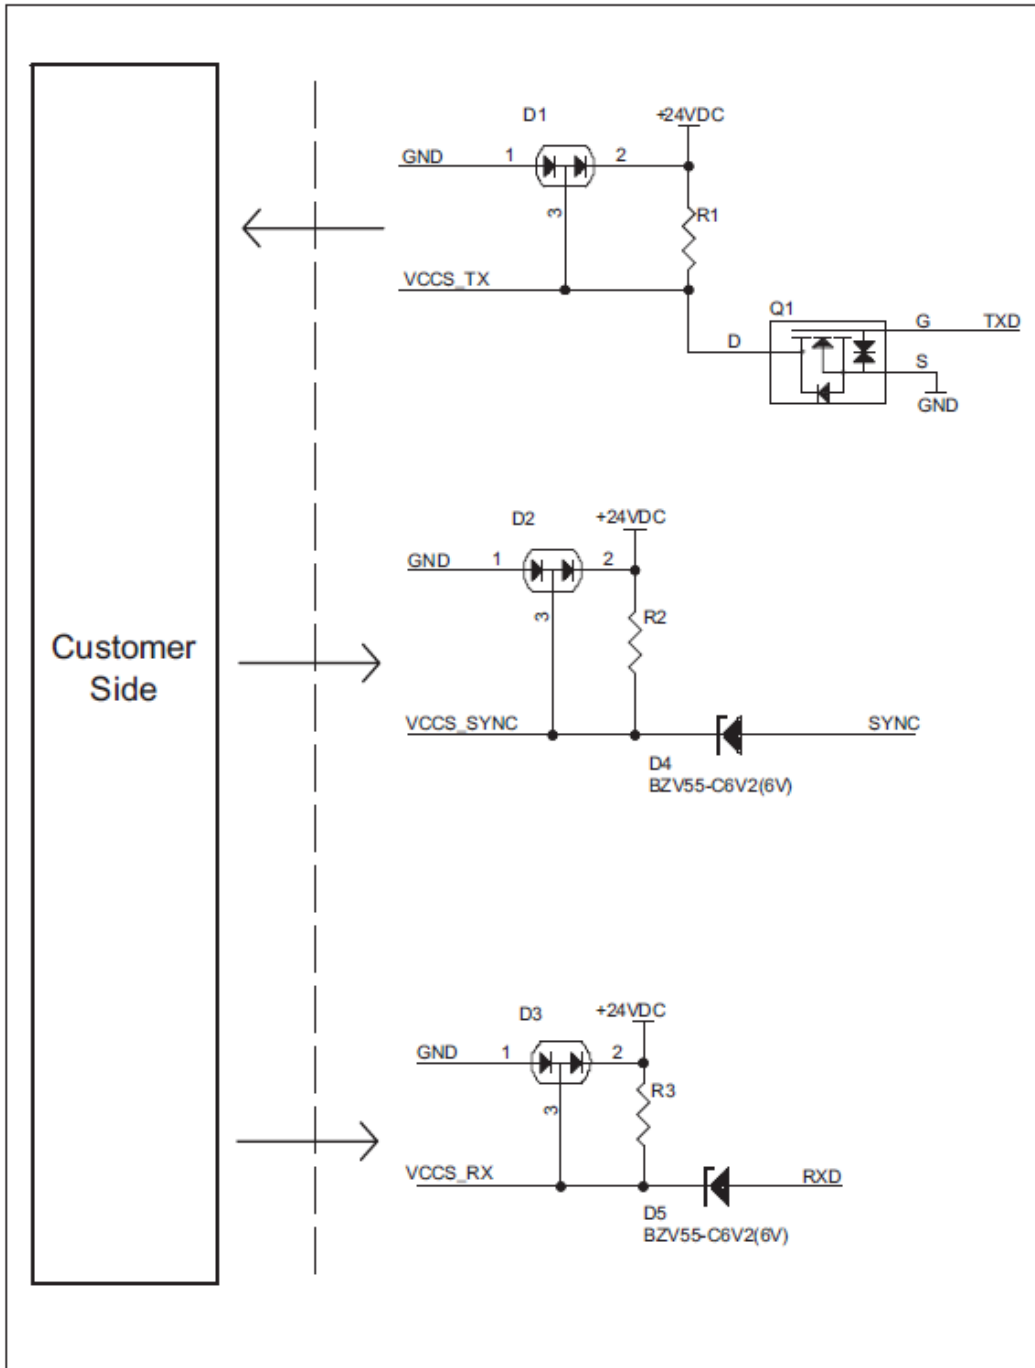 D1
+24VDC
GND
1
2
3
R1
VCCS_TX
Q1
D
G
TXD
S
GND
D2
+24VDC
GND
1
2
3
R2
Customer
Side
VCCS_SYNC
SYNC
D4
BZV55-C6V2(6V)
D3
+24VDC
GND
1
2
3
R3
VCCS_RX
RXD
D5
BZV55-C6V2(6V)